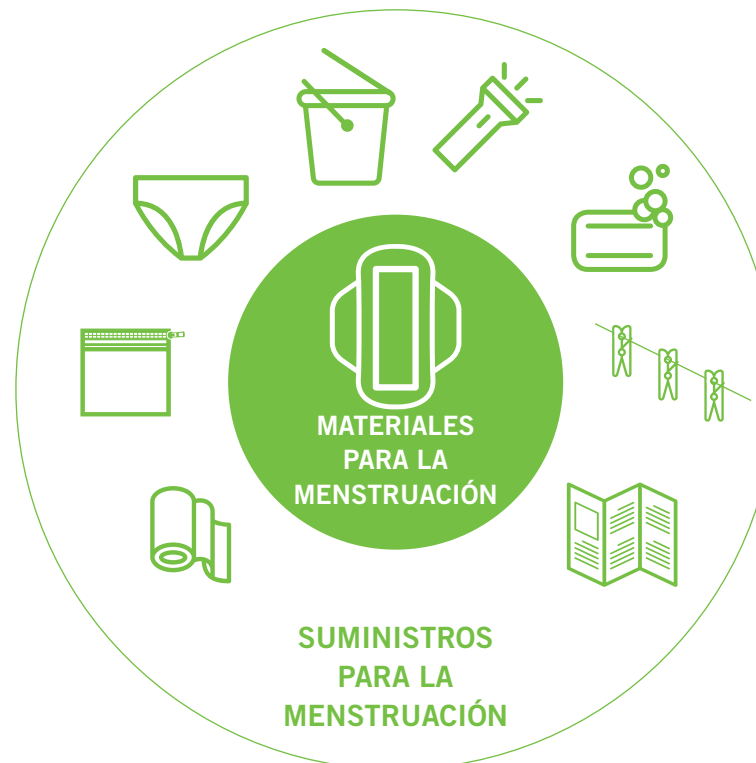 MATERIALES
PARA LA
MENSTRUACIÓN
SUMINISTROS
PARA LA
MENSTRUACIÓN